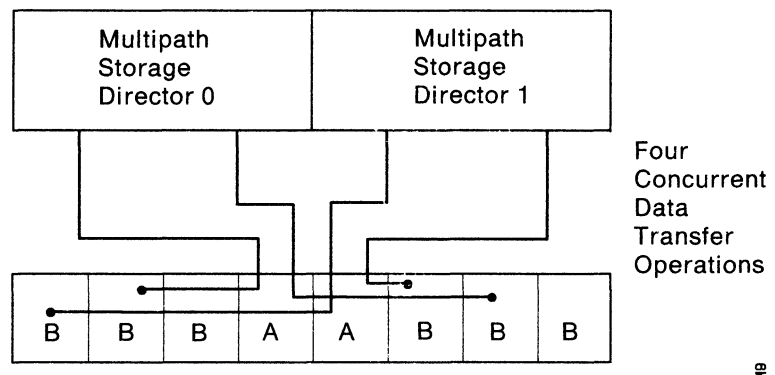 Multipath
Storage
Director 0
Multipath
Storage
Director 1
Four
Concurrent
Data
Transfer
Operations
B B B A A B B B